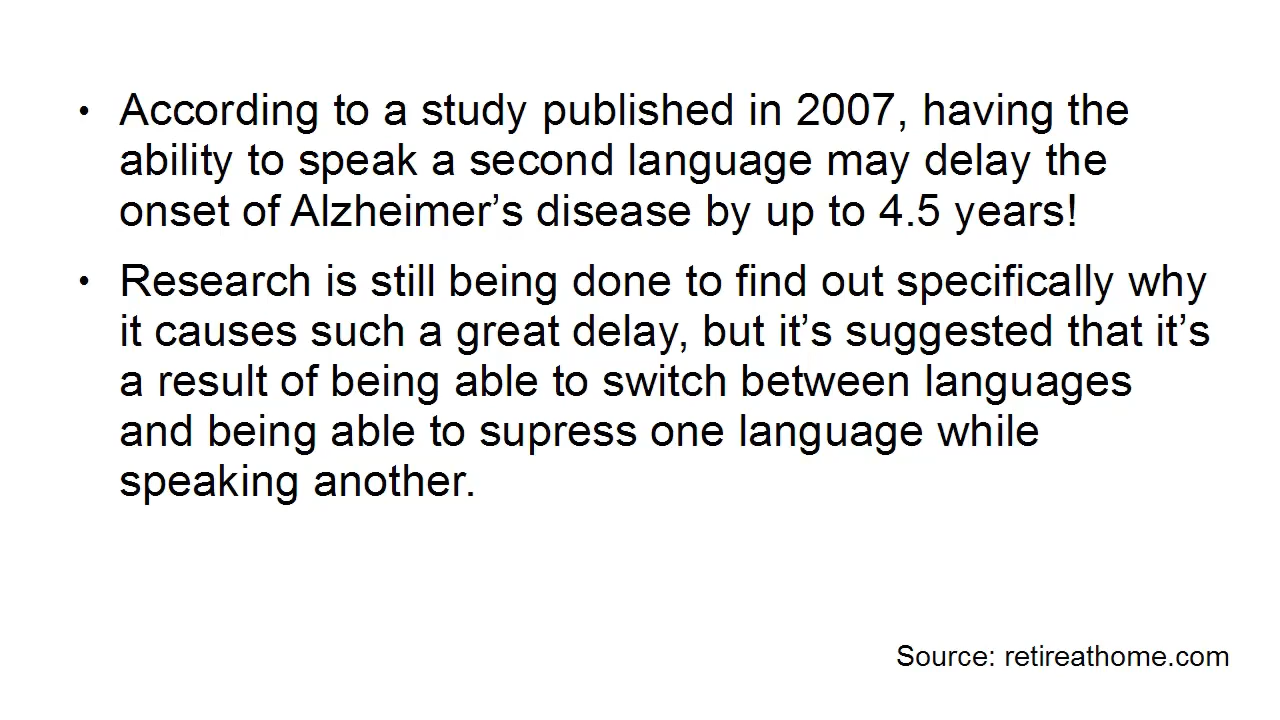 • According to a study published in 2007, having the
ability to speak a second language may delay the
onset of Alzheimer’s disease by up to 4.5 years!
• Research is still being done to find out specifically why
it causes such a great delay, but it’s suggested that it’s
a result of being able to switch between languages
and being able to supress one language while
speaking another.
Source: retireathome.com